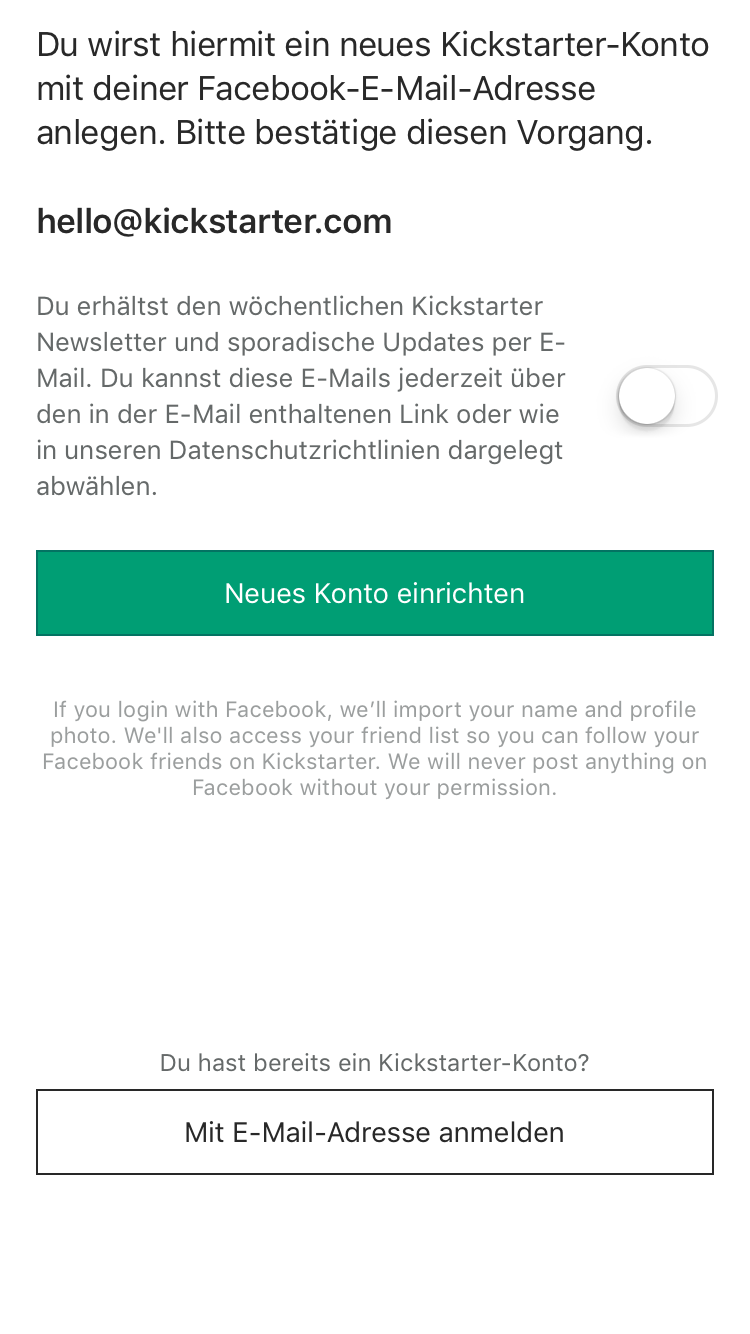 Du wirst hiermit ein neues Kickstarter-Konto
mit deiner Facebook-E-Mail-Adresse
anlegen. Bitte bestätige diesen Vorgang.
hello@kickstarter.com
Du erhältst den wöchentlichen Kickstarter
Newsletter und sporadische Updates per E-
Mail. Du kannst diese E-Mails jederzeit über
den in der E-Mail enthaltenen Link oder wie
in unseren Datenschutzrichtlinien dargelegt
abwählen.
Neues Konto einrichten
If you login with Facebook, we’ll import your name and profile
photo. We'll also access your friend list so you can follow your
Facebook friends on Kickstarter. We will never post anything on
Facebook without your permission.
Du hast bereits ein Kickstarter-Konto?
Mit E-Mail-Adresse anmelden